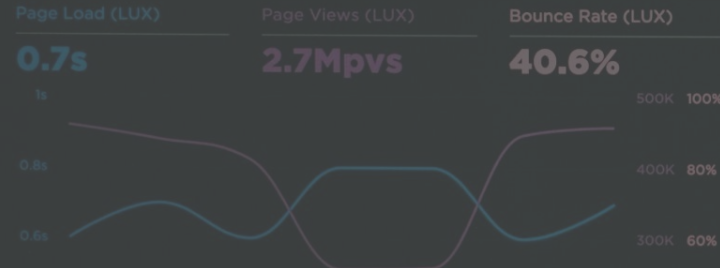 Page Load (LUX) Page Views (LUX) Bounce Rate (LUX)
0.7s 2.7Mpvs 40.6%
1s 500K 100%
0.8s 400K 80%
0.6s 300K 60%